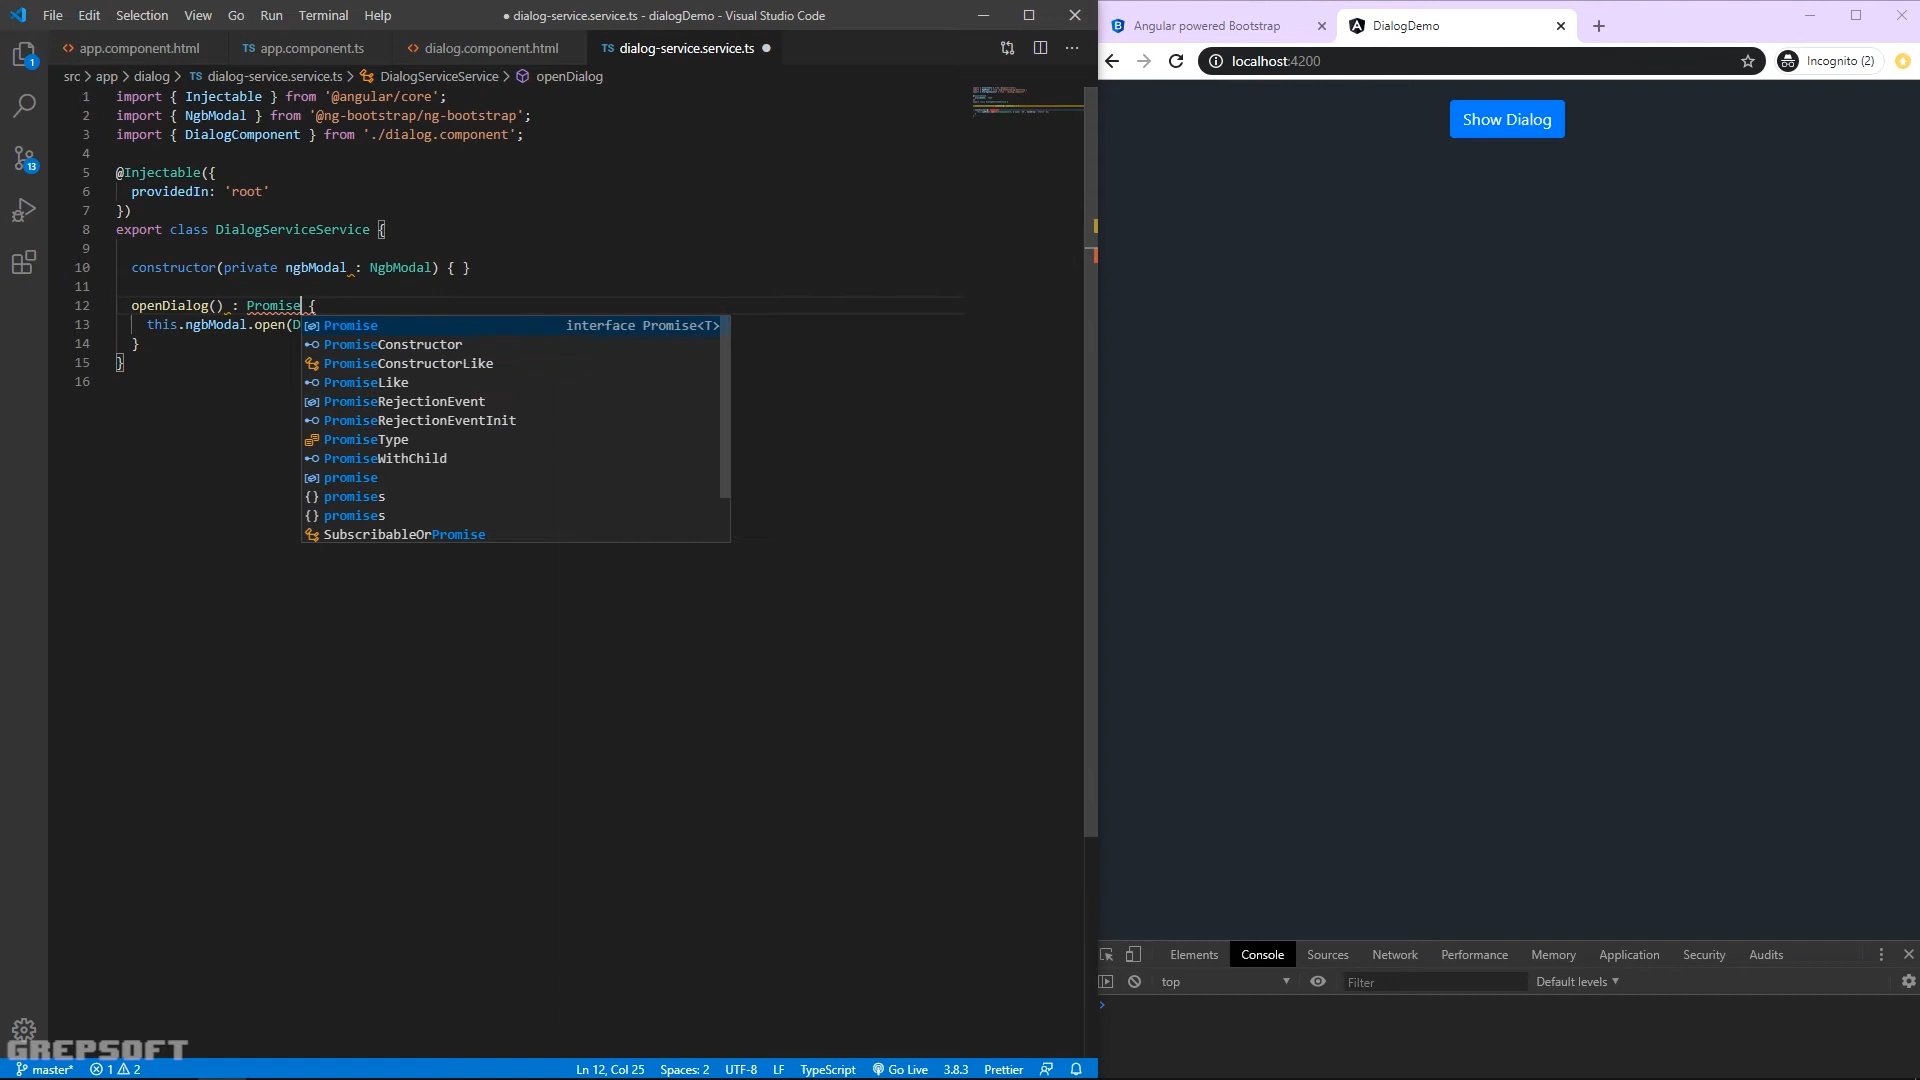 File Edit Selection View Go Run Terminal Help
● dialog-service.service.ts - dialogDemo - Visual Studio Code
app.component.html
TS app.component.ts
dialog.component.html
TS dialog-service.service.ts
src > app > dialog > TS dialog-service.service.ts > DialogServiceService > openDialog
1 import { Injectable } from '@angular/core';
2 import { NgbModal } from '@ng-bootstrap/ng-bootstrap';
3 import { DialogComponent } from './dialog.component';
4
5 @Injectable({
6 providedIn: 'root'
7 })
8 export class DialogServiceService {
9
10 constructor(private ngbModal : NgbModal) { }
11
12 openDialog() : Promise {
13 this.ngbModal.open(D
14 }
15 }
16
Promise interface Promise<T>
PromiseConstructor
PromiseConstructorLike
PromiseLike
PromiseRejectionEvent
PromiseRejectionEventInit
PromiseType
PromiseWithChild
promise
promises
promises
SubscribableOrPromise
1
13
GREPSOFT
master* 1 2
Ln 12, Col 25 Spaces: 2 UTF-8 LF TypeScript Go Live 3.8.3 Prettier
Angular powered Bootstrap
DialogDemo
localhost:4200
Incognito (2)
Show Dialog
Elements Console Sources Network Performance Memory Application Security Audits
top
Filter
Default levels